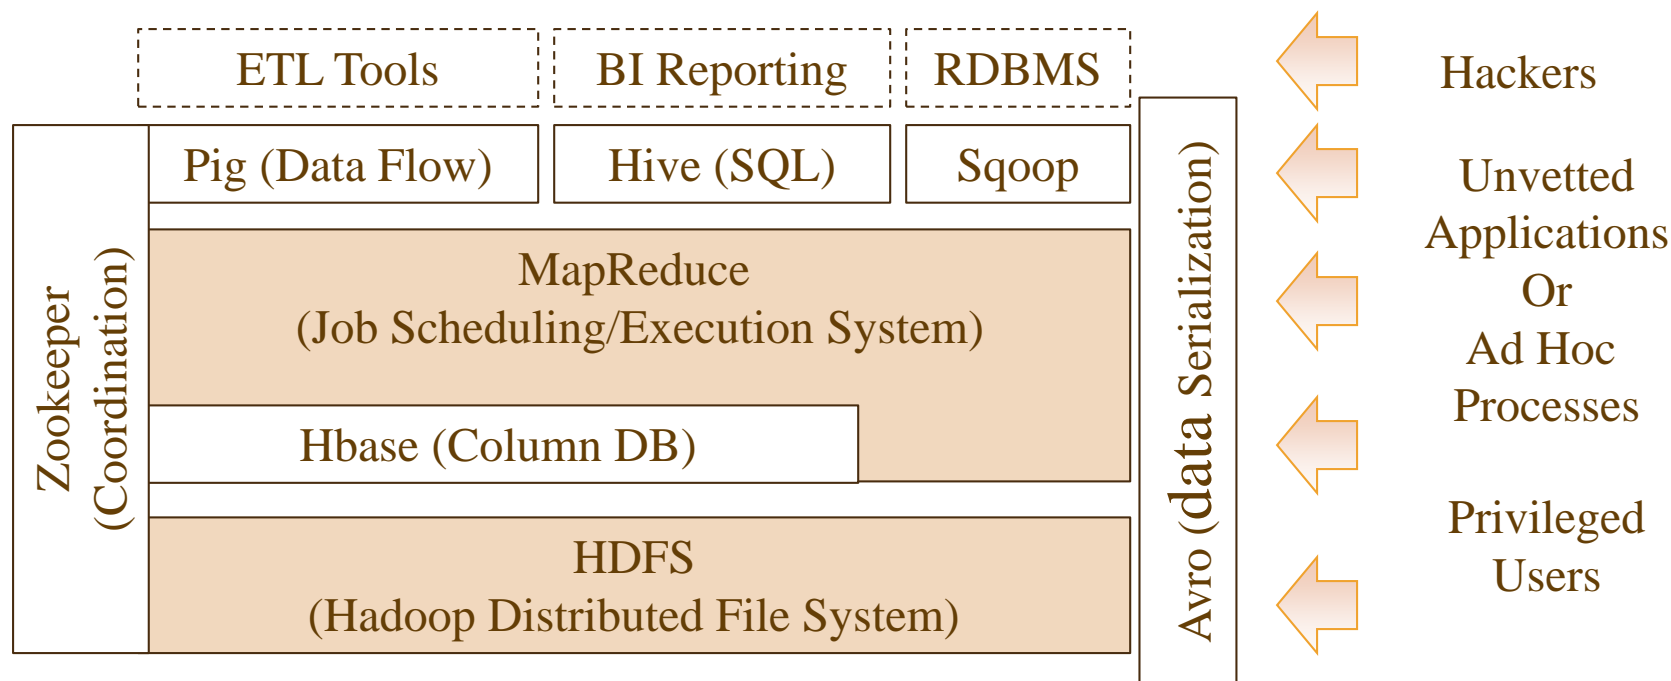 ETL Tools
BI Reporting
RDBMS
Hackers
Zookeeper
(Coordination)
Pig (Data Flow)
Hive (SQL)
Sqoop
Avro (data Serialization)
Unvetted
Applications
Or
Ad Hoc
Processes
MapReduce
(Job Scheduling/Execution System)
Hbase (Column DB)
Privileged
Users
HDFS
(Hadoop Distributed File System)